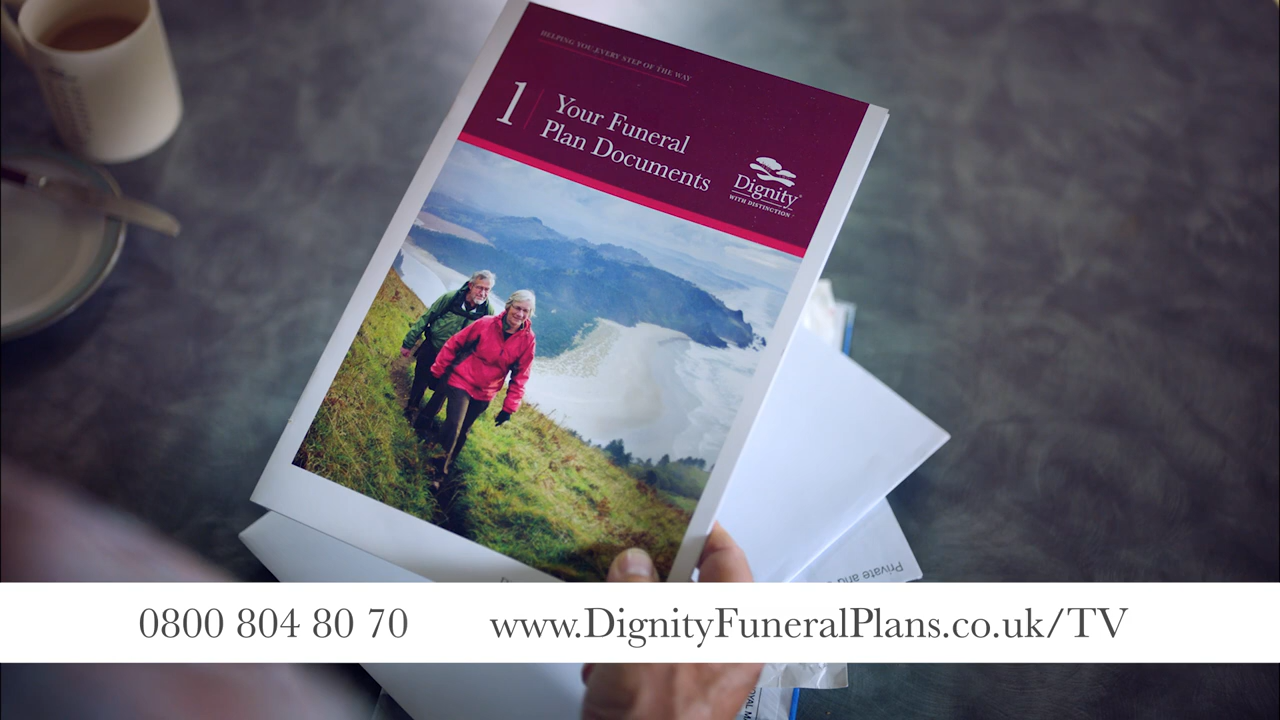 HELPING YOU EVERY STEP OF THE WAY
1
Your Funeral
Plan Documents
Dignity
WITH DISTINCTION
Private and
0800 804 80 70
www.DignityFuneralPlans.co.uk/TV